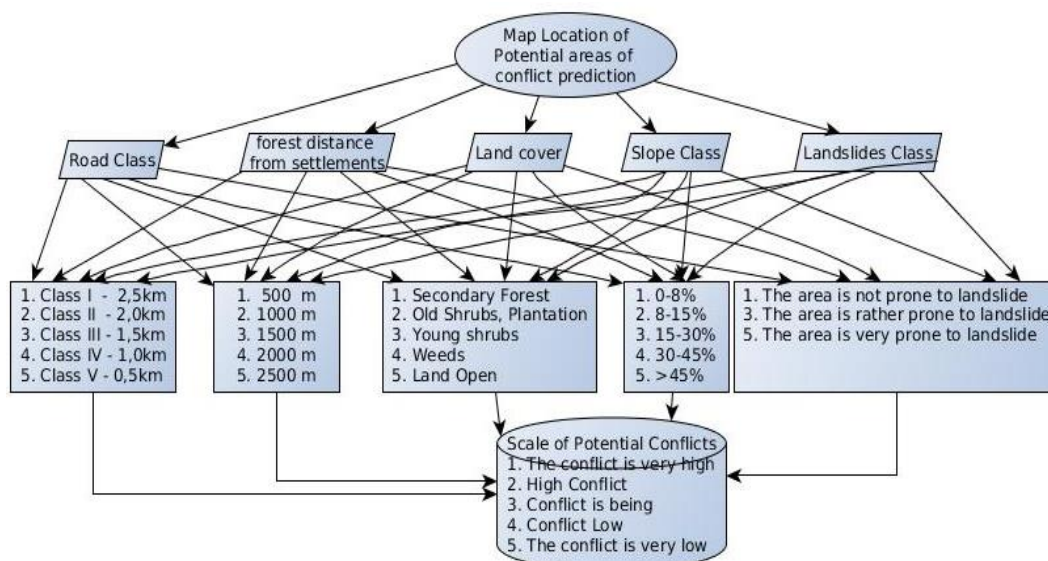 Map Location of
Potential areas of
conflict prediction
Road Class
forest distance
from settlements
Land cover
Slope Class
Landslides Class
1. Class I - 2,5km
2. Class II - 2,0km
3. Class III - 1,5km
4. Class IV - 1,0km
5. Class V - 0,5km
1. 500 m
2. 1000 m
3. 1500 m
4. 2000 m
5. 2500 m
1. Secondary Forest
2. Old Shrubs, Plantation
3. Young shrubs
4. Weeds
5. Land Open
1. 0-8%
2. 8-15%
3. 15-30%
4. 30-45%
5. >45%
1. The area is not prone to landslide
3. The area is rather prone to landslide
5. The area is very prone to landslide
Scale of Potential Conflicts
1. The conflict is very high
2. High Conflict
3. Conflict is being
4. Conflict Low
5. The conflict is very low